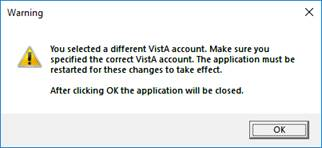 Warning
You selected a different VistA account. Make sure you
specified the correct VistA account. The application must be
restarted for these changes to take effect.
After clicking OK the application will be closed.
OK